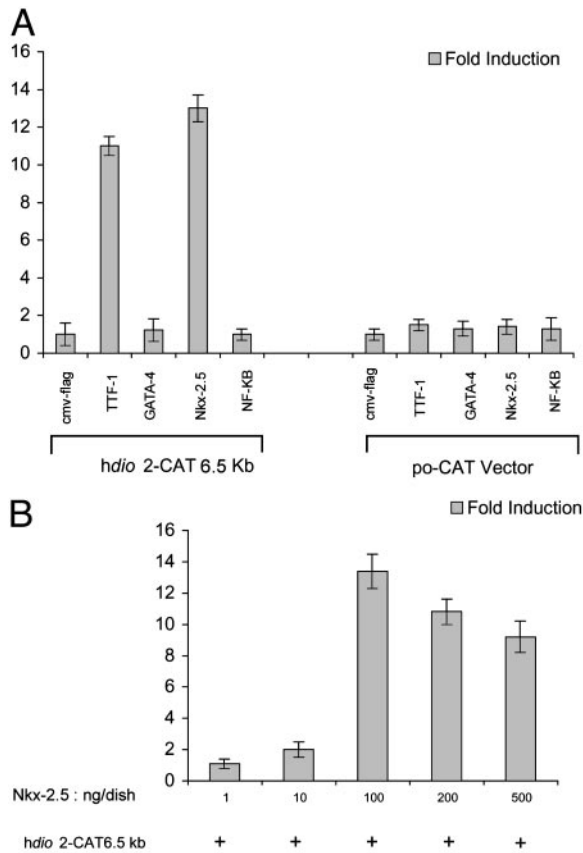 A
16
14
12
10
8
6
4
2
0
Fold Induction
cmv-flag
TTF-1
GATA-4
Nkx-2.5
NF-KB
cmv-flag
TTF-1
GATA-4
Nkx-2.5
NF-KB
hdio 2-CAT 6.5 Kb
po-CAT Vector
B
Fold Induction
16
14
12
10
8
6
4
2
0
Nkx-2.5 : ng/dish 1 10 100 200 500
hdio 2-CAT6.5 kb + + + + +